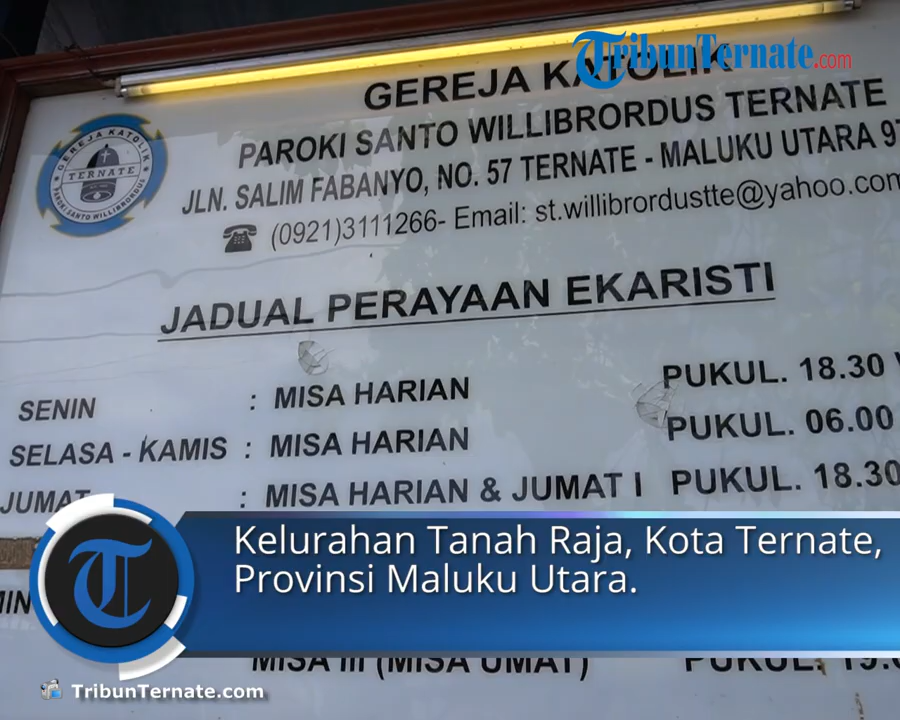 TribunTernate.com
GEREJA KATOLIK
PAROKI SANTO WILLIBRORDUS TERNATE
JLN. SALIM FABANYO, NO. 57 TERNATE - MALUKU UTARA
(0921)3111266- Email: st.willibrordustte@yahoo.com
GEREJA KATOLIK
TERNATE
PAROKI SANTO WILLIBRORDUS
JADUAL PERAYAAN EKARISTI
SENIN : MISA HARIAN PUKUL. 18.30
SELASA - KAMIS : MISA HARIAN PUKUL. 06.00
JUMAT : MISA HARIAN & JUMAT I PUKUL. 18.30
Kelurahan Tanah Raja, Kota Ternate,
Provinsi Maluku Utara.
MISA III (MISA UMAT) PUKUL.
TribunTernate.com